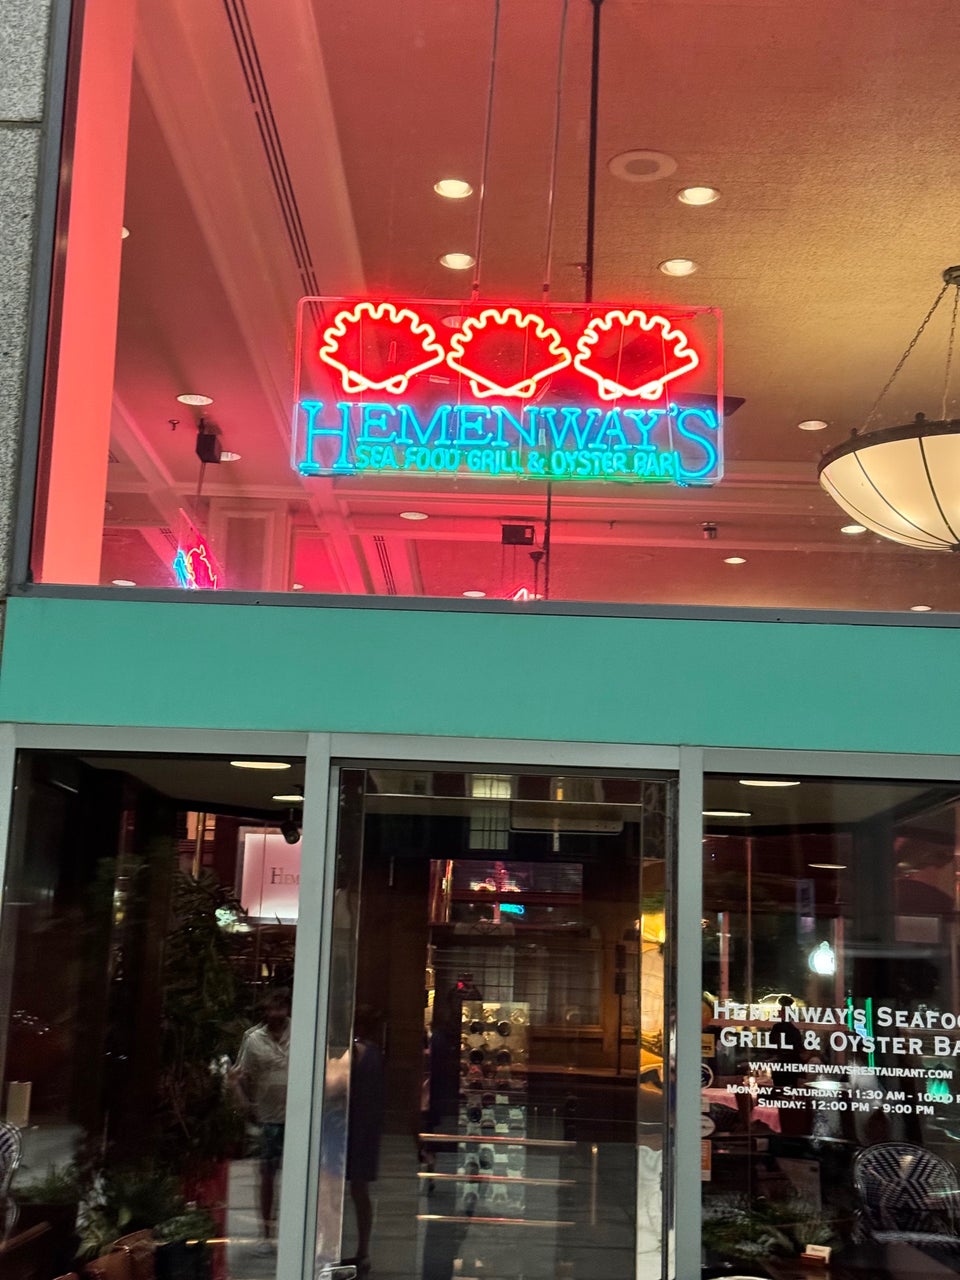 HEMENWAY'S
SEA FOOD GRILL & OYSTER BAR
HEM
HEMENWAY'S SEAFOO
GRILL & OYSTER BA
WWW.HEMENWAYSRESTAURANT.COM
MONDAY - SATURDAY: 11:30 AM - 10:00 P
SUNDAY: 12:00 PM - 9:00 PM